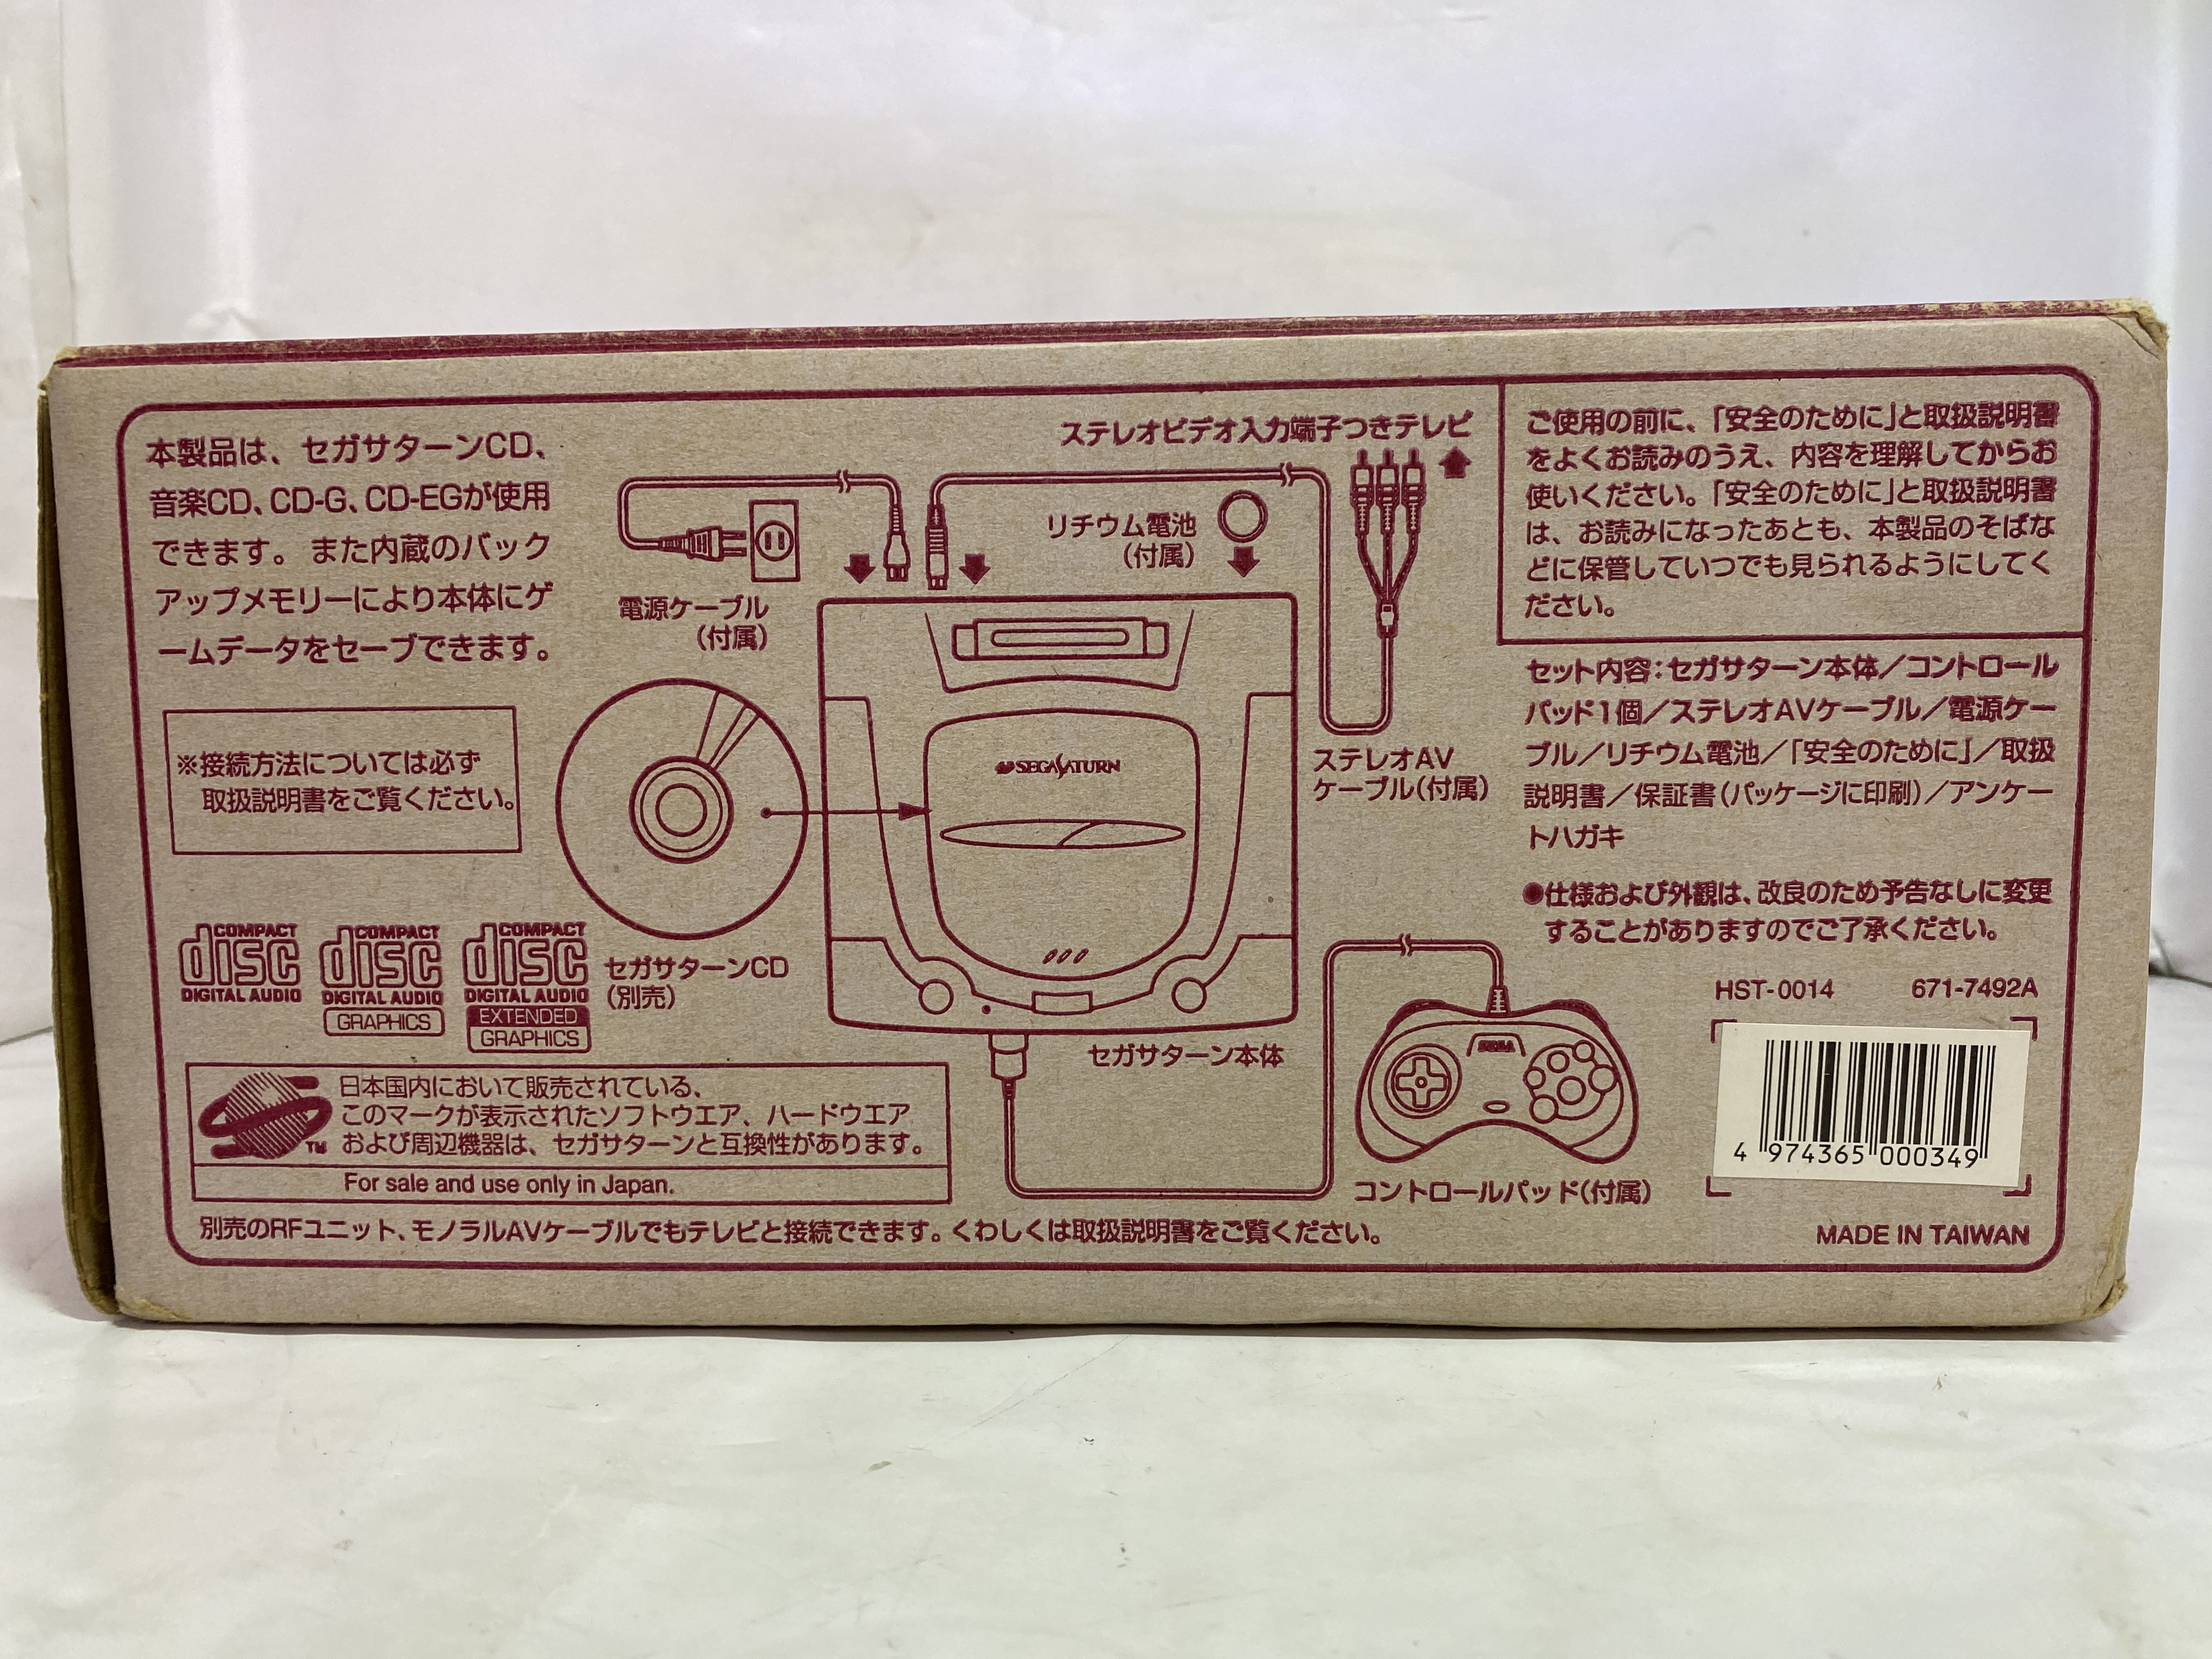 本製品は、セガサターンCD、
音楽CD、CD-G、CD-EGが使用
できます。また内蔵のバック
アップメモリーにより本体にゲ
ームデータをセーブできます。
※接続方法については必ず
取扱説明書をご覧ください。
COMPACT
disc
DIGITAL AUDIO
COMPACT
disc
DIGITAL AUDIO
GRAPHICS
COMPACT
disc
DIGITAL AUDIO
EXTENDED
GRAPHICS
電源ケーブル
(付属)
ステレオビデオ入力端子つきテレビ
リチウム電池
(付属)
SEGA SATURN
ステレオAV
ケーブル(付属)
セガサターンCD
(別売)
セガサターン本体
SEGA
コントロールパッド(付属)
TM
日本国内において販売されている、
このマークが表示されたソフトウエア、ハードウエア
および周辺機器は、セガサターンと互換性があります。
For sale and use only in Japan.
別売のRFユニット、モノラルAVケーブルでもテレビと接続できます。くわしくは取扱説明書をご覧ください。
ご使用の前に、「安全のために」と取扱説明書
をよくお読みのうえ、内容を理解してからお
使いください。「安全のために」と取扱説明書
は、お読みになったあとも、本製品のそばな
どに保管していつでも見られるようにしてく
ださい。
セット内容:セガサターン本体/コントロール
パッド1個/ステレオAVケーブル/電源ケー
ブル/リチウム電池/「安全のために」/取扱
説明書/保証書(パッケージに印刷)/アンケー
トハガキ
●仕様および外観は、改良のため予告なしに変更
することがありますのでご了承ください。
HST-0014 671-7492A
4 974365 000349
MADE IN TAIWAN